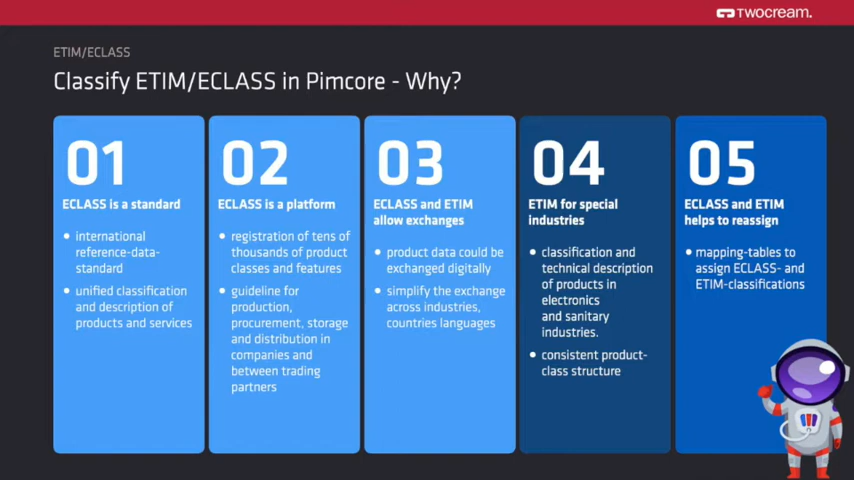 TWOCREAM.
ETIM/ECLASS
Classify ETIM/ECLASS in Pimcore - Why?
01
ECLASS is a standard
• international
reference-data-
standard
• unified classification
and description of
products and services
02
ECLASS is a platform
• registration of tens of
thousands of product
classes and features
• guideline for
production,
procurement, storage
and distribution in
companies and
between trading
partners
03
ECLASS and ETIM
allow exchanges
• product data could be
exchanged digitally
• simplify the exchange
across industries,
countries languages
04
ETIM for special
industries
• classification and
technical description
of products in
electronics
and sanitary
industries.
• consistent product-
class structure
05
ECLASS and ETIM
helps to reassign
• mapping-tables to
assign ECLASS- and
ETIM-classifications